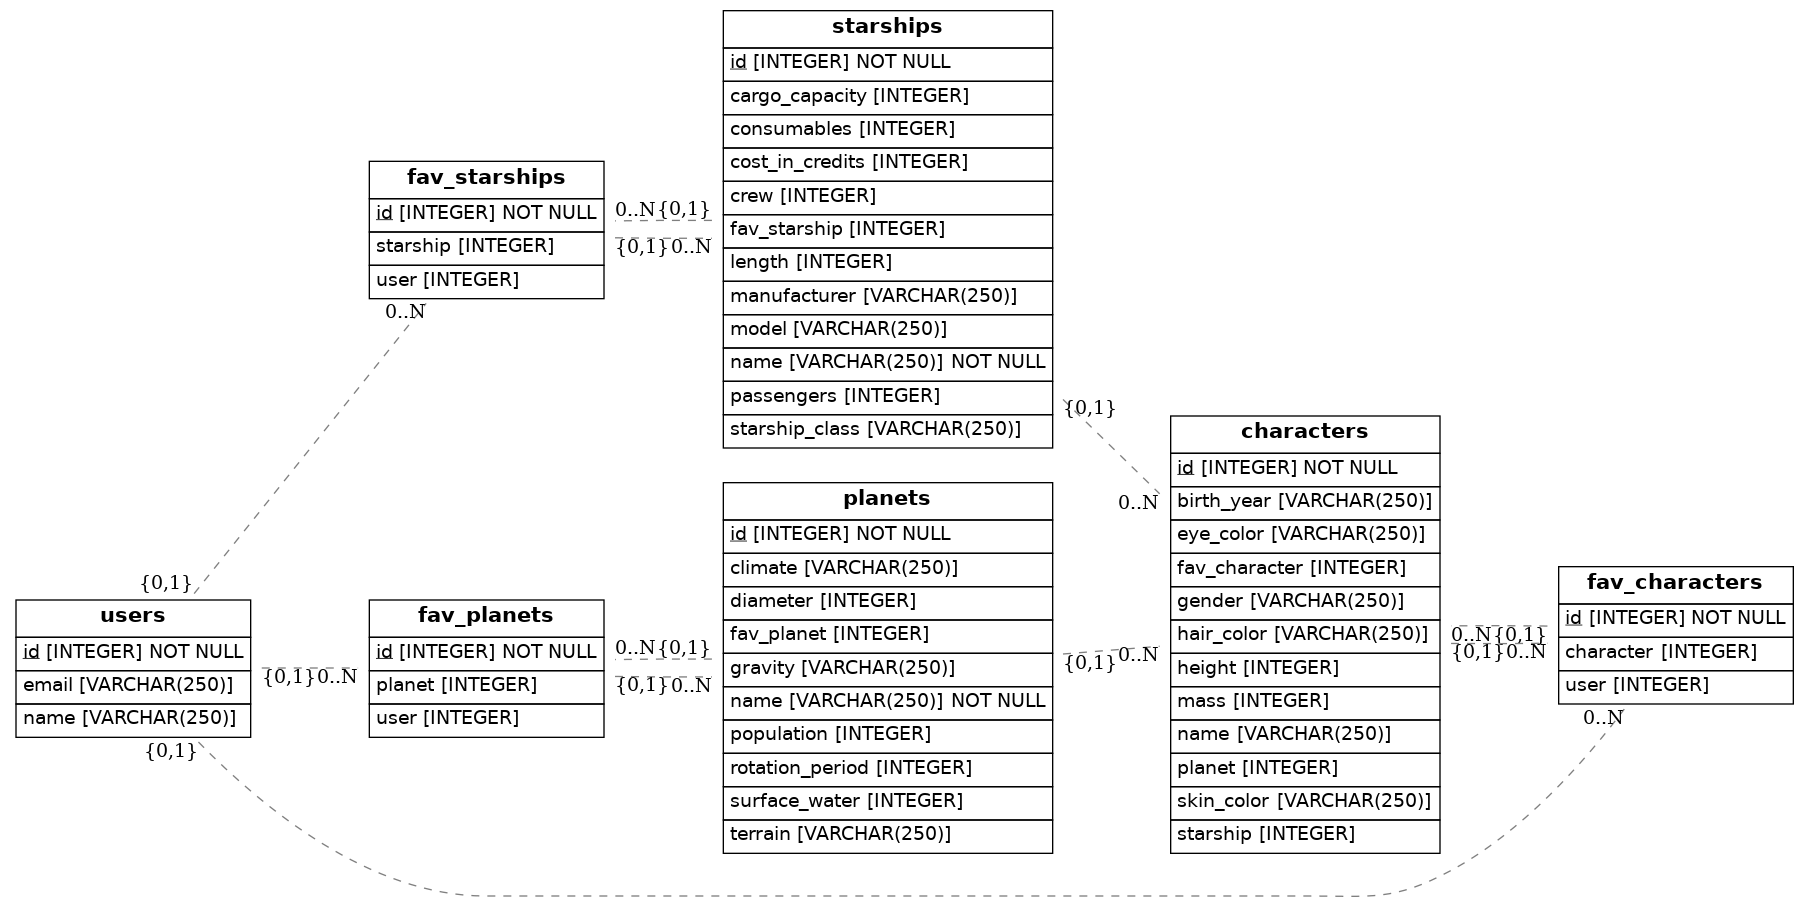 starships
id [INTEGER] NOT NULL
cargo_capacity [INTEGER]
consumables [INTEGER]
cost_in_credits [INTEGER]
crew [INTEGER]
fav_starship [INTEGER]
length [INTEGER]
manufacturer [VARCHAR(250)]
model [VARCHAR(250)]
name [VARCHAR(250)] NOT NULL
passengers [INTEGER]
starship_class [VARCHAR(250)]
fav_starships
id [INTEGER] NOT NULL
starship [INTEGER]
user [INTEGER]
0..N {0,1}
{0,1} 0..N
0..N
{0,1}
{0,1}
0..N
characters
id [INTEGER] NOT NULL
birth_year [VARCHAR(250)]
eye_color [VARCHAR(250)]
fav_character [INTEGER]
gender [VARCHAR(250)]
hair_color [VARCHAR(250)]
height [INTEGER]
mass [INTEGER]
name [VARCHAR(250)]
planet [INTEGER]
skin_color [VARCHAR(250)]
starship [INTEGER]
planets
id [INTEGER] NOT NULL
climate [VARCHAR(250)]
diameter [INTEGER]
fav_planet [INTEGER]
gravity [VARCHAR(250)]
name [VARCHAR(250)] NOT NULL
population [INTEGER]
rotation_period [INTEGER]
surface_water [INTEGER]
terrain [VARCHAR(250)]
{0,1} 0..N
users
id [INTEGER] NOT NULL
email [VARCHAR(250)]
name [VARCHAR(250)]
{0,1} 0..N
{0,1}
fav_planets
id [INTEGER] NOT NULL
planet [INTEGER]
user [INTEGER]
0..N {0,1}
{0,1} 0..N
fav_characters
id [INTEGER] NOT NULL
character [INTEGER]
user [INTEGER]
0..N {0,1}
{0,1} 0..N
0..N